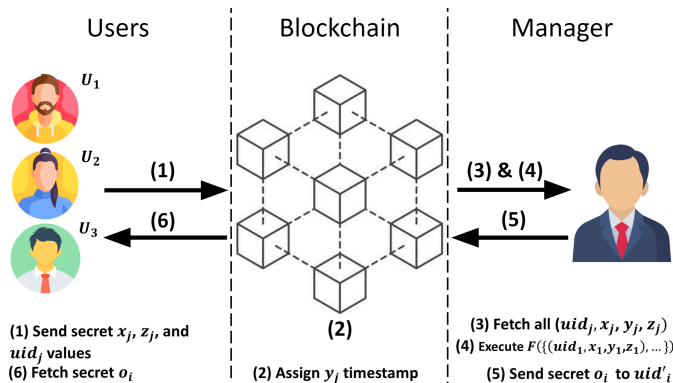 Users
Blockchain
Manager
U₁
U₂
U₃
(1)
(6)
(3) & (4)
(5)
(2)
(1) Send secret xⱼ, zⱼ, and
uidⱼ values
(6) Fetch secret oᵢ
(2) Assign yⱼ timestamp
(3) Fetch all (uidⱼ, xⱼ, yⱼ, zⱼ)
(4) Execute F({(uid₁, x₁,y₁,z₁), ...})
(5) Send secret oᵢ to uid'ᵢ